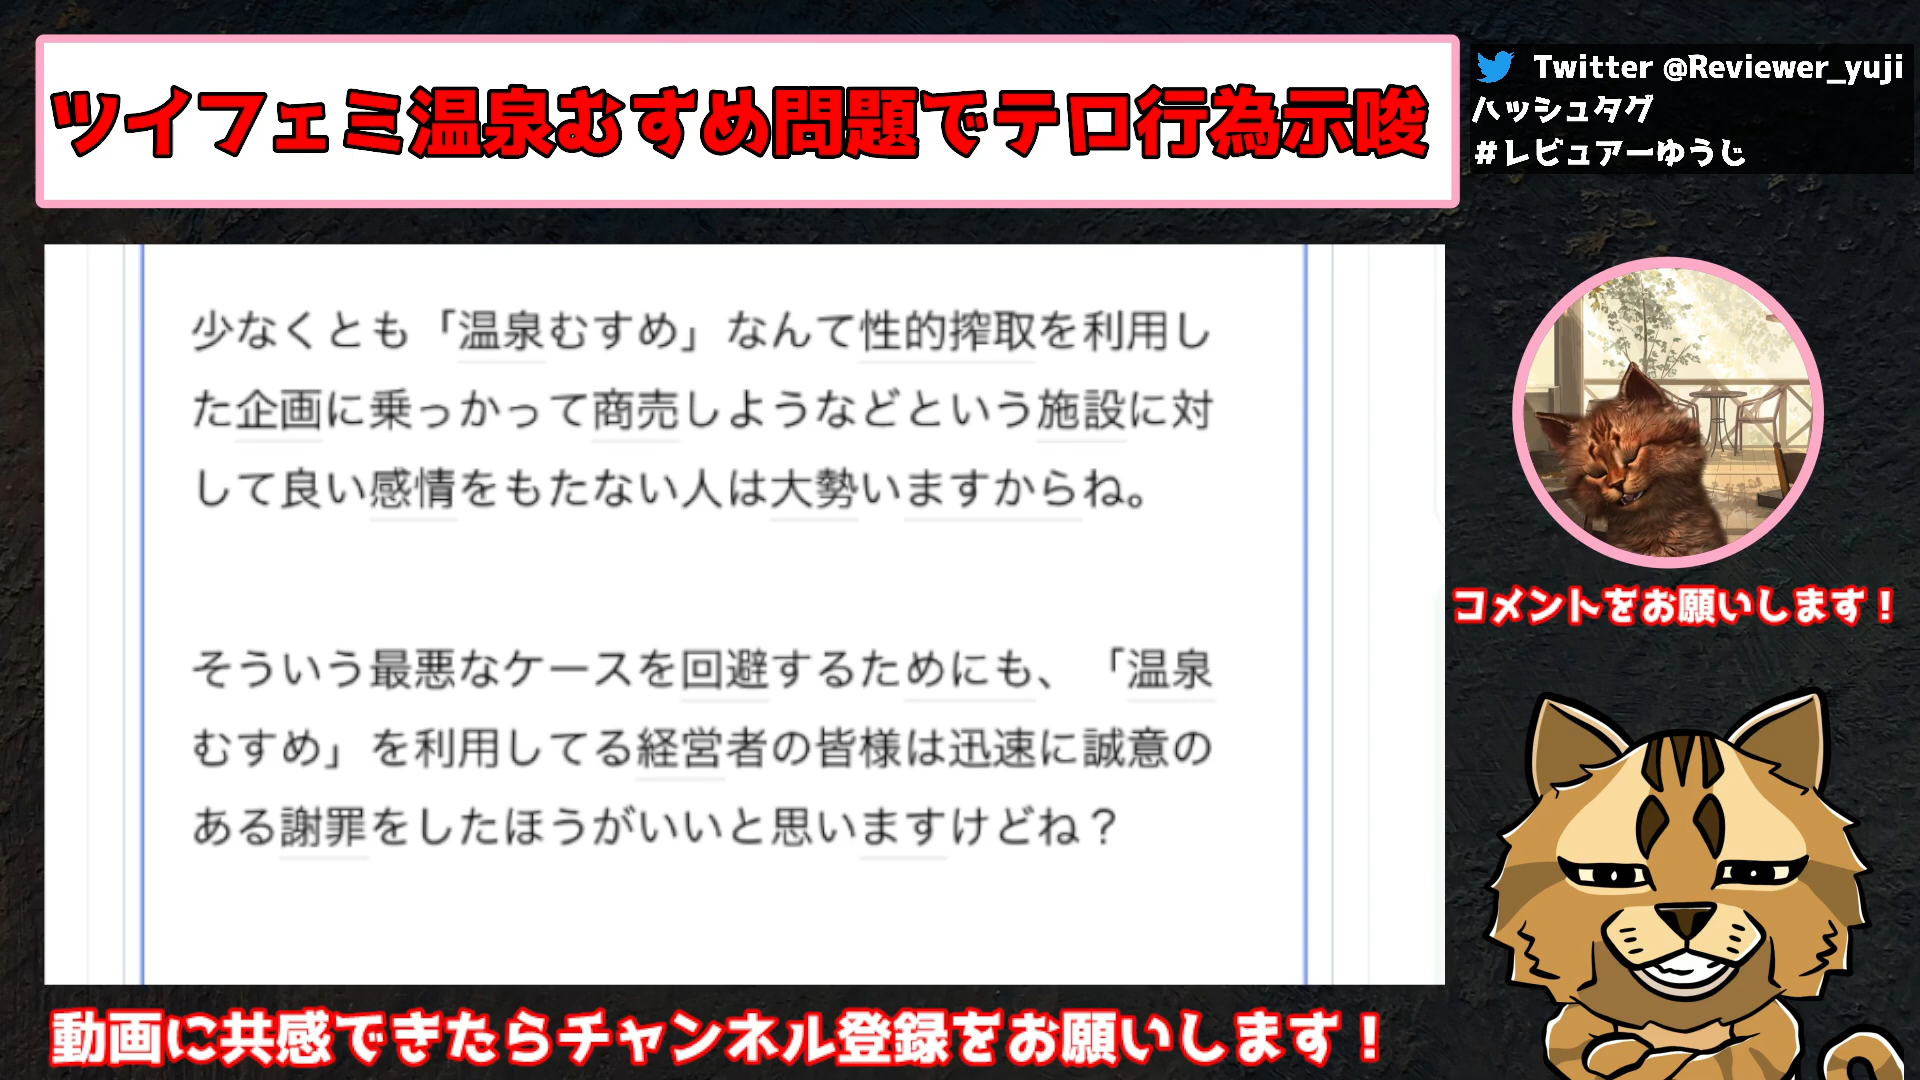 ツイフェミ温泉むすめ問題でテロ行為示唆
Twitter @Reviewer_yuji
ハッシュタグ
#レビュアーゆうじ
少なくとも「温泉むすめ」なんて性的搾取を利用し
た企画に乗っかって商売しようなどという施設に対
して良い感情をもたない人は大勢いますからね。
そういう最悪なケースを回避するためにも、「温泉
むすめ」を利用してる経営者の皆様は迅速に誠意の
ある謝罪をしたほうがいいと思いますけどね？
コメントをお願いします！
動画に共感できたらチャンネル登録をお願いします！